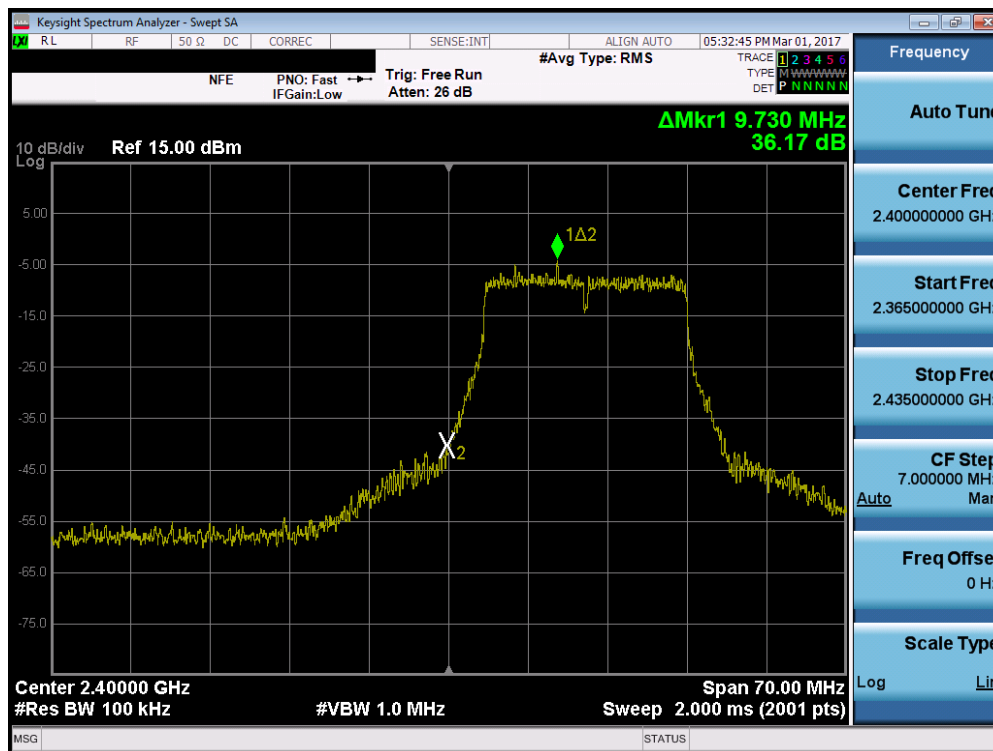 Keysight Spectrum Analyzer - Swept SA
LXI RL RF 50 Ω DC CORREC SENSE:INT ALIGN AUTO 05:32:45 PM Mar 01, 2017
Frequency
NFE PNO: Fast Trig: Free Run #Avg Type: RMS TRACE 1 2 3 4 5 6
IFGain:Low Atten: 26 dB TYPE M WWWWW
DET P N N N N N
Auto Tune
ΔMkr1 9.730 MHz
36.17 dB
10 dB/div Ref 15.00 dBm
Log
Center Freq
2.400000000 GHz
5.00
1Δ2
-5.00
Start Freq
2.365000000 GHz
-15.0
-25.0
Stop Freq
2.435000000 GHz
-35.0
X2
-45.0
CF Step
7.000000 MHz
Auto Man
-55.0
Freq Offset
0 Hz
-65.0
-75.0
Scale Type
Log Lin
Center 2.40000 GHz Span 70.00 MHz
#Res BW 100 kHz #VBW 1.0 MHz Sweep 2.000 ms (2001 pts)
MSG STATUS